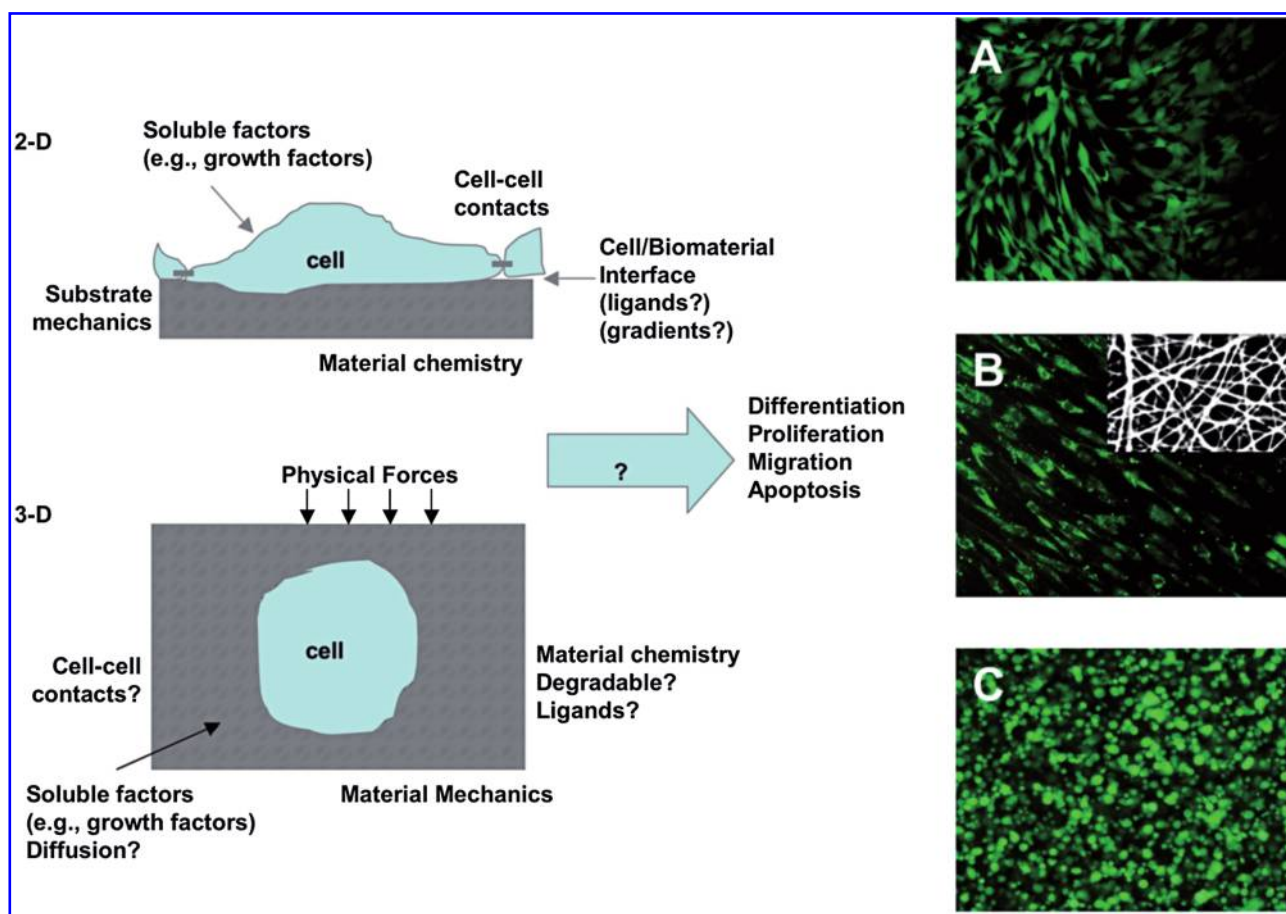 2-D
Soluble factors
(e.g., growth factors)
Cell-cell
contacts
cell
Cell/Biomaterial
Interface
(ligands?)
(gradients?)
Substrate
mechanics
Material chemistry
?
Differentiation
Proliferation
Migration
Apoptosis
3-D
Physical Forces
cell
Cell-cell
contacts?
Material chemistry
Degradable?
Ligands?
Soluble factors
(e.g., growth factors)
Diffusion?
Material Mechanics
A
B
C